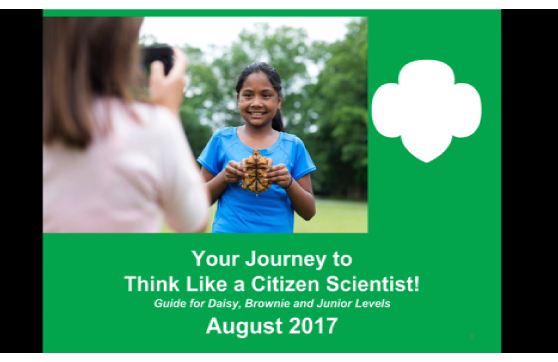 Your Journey to
Think Like a Citizen Scientist!
Guide for Daisy, Brownie and Junior Levels
August 2017